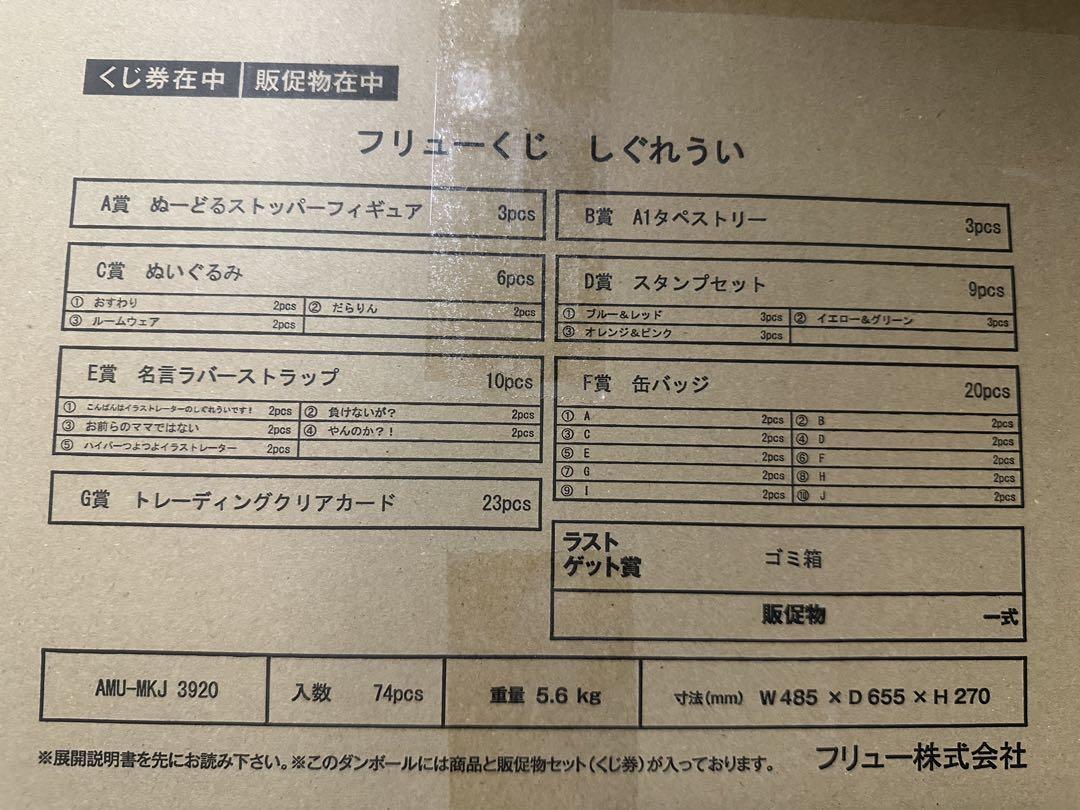 くじ券在中 販促物在中
フリューくじ しぐれうい
A賞 ぬーどるストッパーフィギュア 3pcs
B賞 A1タペストリー 3pcs
C賞 ぬいぐるみ 6pcs
① おすわり 2pcs ② だらりん 2pcs
③ ルームウェア 2pcs
D賞 スタンプセット 9pcs
① ブルー＆レッド 3pcs ② イエロー＆グリーン 3pcs
③ オレンジ＆ピンク 3pcs
E賞 名言ラバーストラップ 10pcs
① こんばんはイラストレーターのしぐれういです！ 2pcs ② 負けないが？ 2pcs
③ お前らのママではない 2pcs ④ やんのか？！ 2pcs
⑤ ハイパーつよつよイラストレーター 2pcs
F賞 缶バッジ 20pcs
① A 2pcs ② B 2pcs
③ C 2pcs ④ D 2pcs
⑤ E 2pcs ⑥ F 2pcs
⑦ G 2pcs ⑧ H 2pcs
⑨ I 2pcs ⑩ J 2pcs
G賞 トレーディングクリアカード 23pcs
ラスト
ゲット賞 ゴミ箱
販促物 一式
AMU-MKJ 3920 入数 74pcs 重量 5.6 kg 寸法(mm) W485 × D655 × H270
※展開説明書を先にお読み下さい。※このダンボールには商品と販促物セット(くじ券)が入っております。 フリュー株式会社